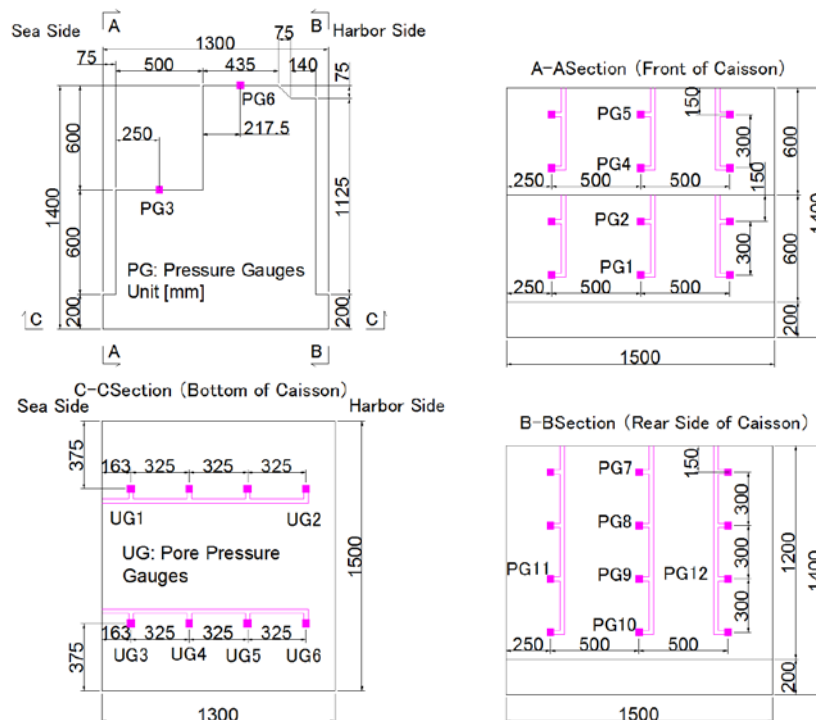 A
B
Sea Side
Harbor Side
75
1300
75
500
435
140
75
PG6
250
217.5
600
PG3
1400
1125
600
PG: Pressure Gauges
Unit [mm]
200
200
C
C
A
B
A-ASection (Front of Caisson)
PG5
150
PG4
300
600
250
500
500
150
1400
PG2
300
600
PG1
250
500
500
200
1500
C-CSection (Bottom of Caisson)
Sea Side
Harbor Side
375
163
325
325
325
UG1
UG2
UG: Pore Pressure
Gauges
1500
163
325
325
325
375
UG3
UG4
UG5
UG6
1300
B-BSection (Rear Side of Caisson)
PG7
150
300
PG8
300
1200
1400
PG11
PG9
PG12
300
PG10
250
500
500
200
1500